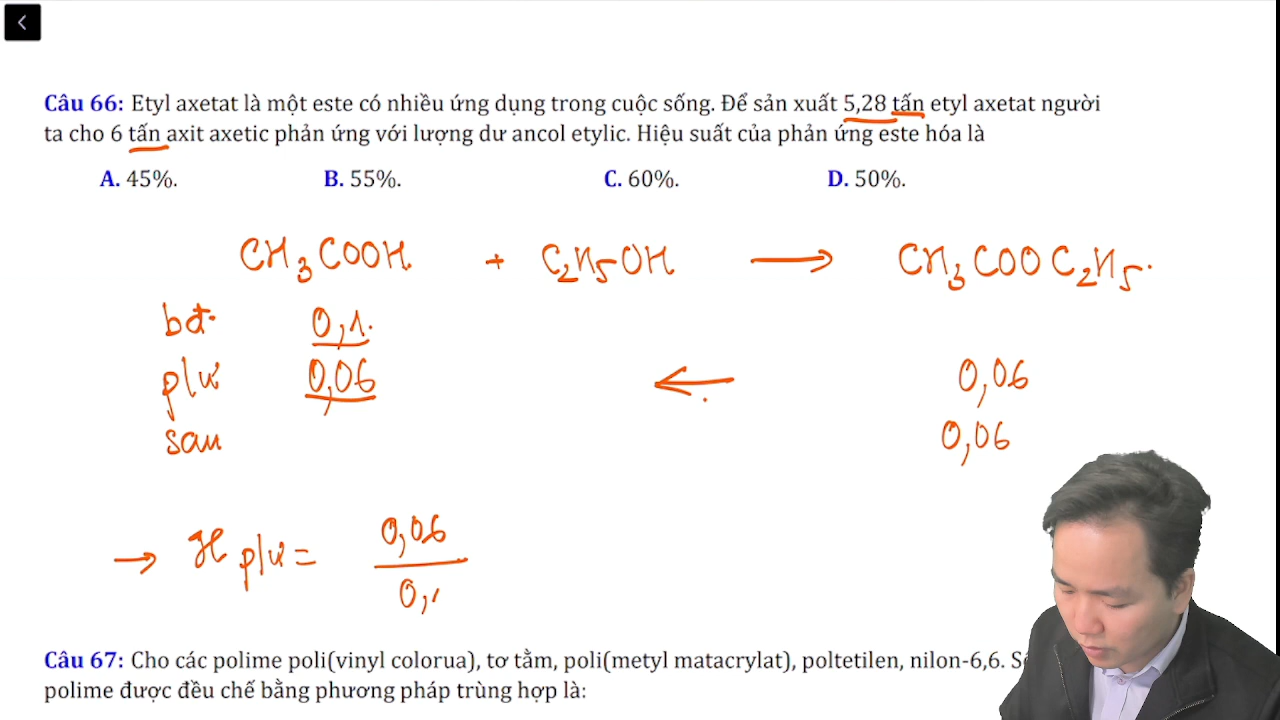 Câu 66: Etyl axetat là một este có nhiều ứng dụng trong cuộc sống. Để sản xuất 5,28 tấn etyl axetat người
ta cho 6 tấn axit axetic phản ứng với lượng dư ancol etylic. Hiệu suất của phản ứng este hóa là
A. 45%. B. 55%. C. 60%. D. 50%.
CH3COOH + C2H5OH → CH3COOC2H5.
bđ. 0,1.
p/ư 0,06 ← 0,06
sau 0,06
→ H p/ư = 0,06
0,
Câu 67: Cho các polime poli(vinyl colorua), tơ tằm, poli(metyl matacrylat), poltetilen, nilon-6,6.
polime được đều chế bằng phương pháp trùng hợp là: